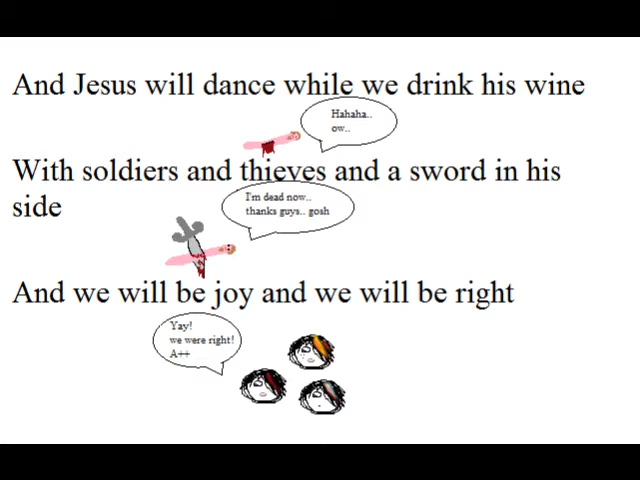 And Jesus will dance while we drink his wine
Hahaha..
ow..
With soldiers and thieves and a sword in his
side
I'm dead now..
thanks guys.. gosh
And we will be joy and we will be right
Yay!
we were right!
A++